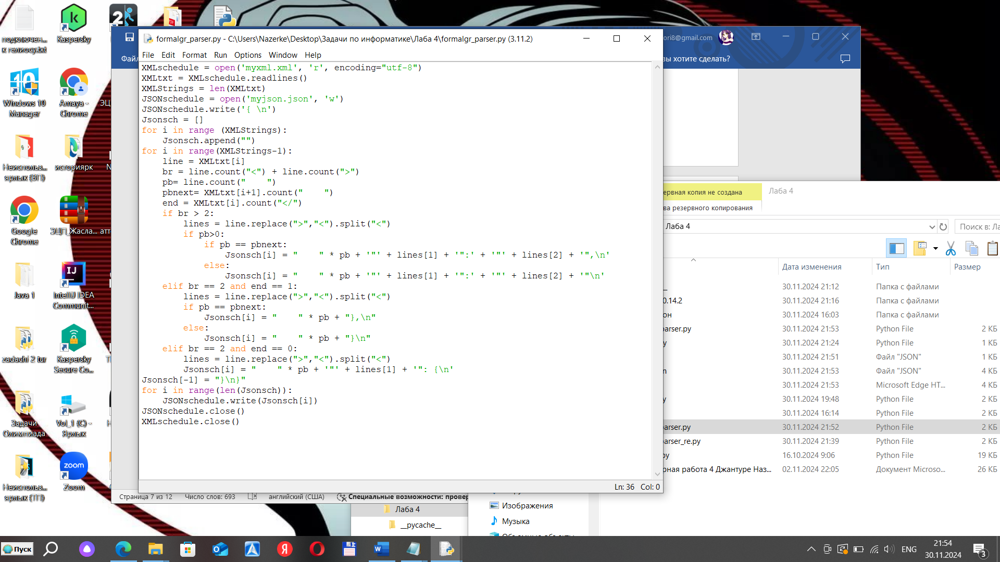 подключен...
к гелиосу.txt
Kaspersky
Windows 10
Manager
Amaya -
Chrome
ЭЦП
Неиспольз...
ярлык (ВП)
историярк
N
Google
Chrome
ЭЦП_Жасла...
атт
Java 1
IntelliJ IDEA
Communit...
zadachi 2 tur
Kaspersky
Secure Co...
Задачи
Олимпиада
Vol_1 (C) -
Ярлык
Неиспольз...
ярлык (ТП)
Zoom
formalgr_parser.py - C:\Users\Nazerke\Desktop\Задачи по информатике\Лаба 4\formalgr_parser.py (3.11.2)
File Edit Format Run Options Window Help
XMLschedule = open('myxml.xml', 'r', encoding="utf-8")
XMLtxt = XMLschedule.readlines()
XMLStrings = len(XMLtxt)
JSONschedule = open('myjson.json', 'w')
JSONschedule.write('{ \n')
Jsonsch = []
for i in range (XMLStrings):
    Jsonsch.append("")
for i in range(XMLStrings-1):
    line = XMLtxt[i]
    br = line.count("<") + line.count(">")
    pb= line.count("    ")
    pbnext= XMLtxt[i+1].count("    ")
    end = XMLtxt[i].count("</")
    if br > 2:
        lines = line.replace(">","<").split("<")
        if pb>0:
            if pb == pbnext:
                Jsonsch[i] = "    " * pb + '"' + lines[1] + '":' + '"' + lines[2] + '",\n'
            else:
                Jsonsch[i] = "    " * pb + '"' + lines[1] + '":' + '"' + lines[2] + '"\n'
    elif br == 2 and end == 1:
        lines = line.replace(">","<").split("<")
        if pb == pbnext:
            Jsonsch[i] = "    " * pb + "},\n"
        else:
            Jsonsch[i] = "    " * pb + "}\n"
    elif br == 2 and end == 0:
        lines = line.replace(">","<").split("<")
        Jsonsch[i] = "    " * pb + '"' + lines[1] + '": {\n'
Jsonsch[-1] = "}\n}"
for i in range(len(Jsonsch)):
    JSONschedule.write(Jsonsch[i])
JSONschedule.close()
XMLschedule.close()
Ln: 36 Col: 0
Файл
ori8@gmail.com
вы хотите сделать?
Страница 7 из 12
Число слов: 693
английский (США)
Специальные возможности: провер
ервная копия не создана
ва резервного копирования
Лаба 4
Лаба 4
Поиск в: Ла
Дата изменения Тип Размер
__ 30.11.2024 21:12 Папка с файлами
0.14.2 30.11.2024 21:16 Папка с файлами
он 30.11.2024 16:03 Папка с файлами
parser.py 30.11.2024 21:53 Python File 2 КБ
y 30.11.2024 21:24 Python File 1 КБ
30.11.2024 21:51 Файл "JSON" 1 КБ
n 30.11.2024 21:53 Файл "JSON" 4 КБ
30.11.2024 21:53 Microsoft Edge HT... 4 КБ
y 30.11.2024 19:48 Python File 2 КБ
30.11.2024 16:14 Python File 2 КБ
parser.py 30.11.2024 21:52 Python File 2 КБ
parser_re.py 30.11.2024 21:39 Python File 2 КБ
py 16.10.2024 9:06 Python File 19 КБ
рная работа 4 Джантуре Наз... 02.11.2024 22:05 Документ Microso... 26 КБ
Изображения
Музыка
Объемные объекты
Лаба 4
__pycache__
Пуск
ENG
21:54
30.11.2024
3